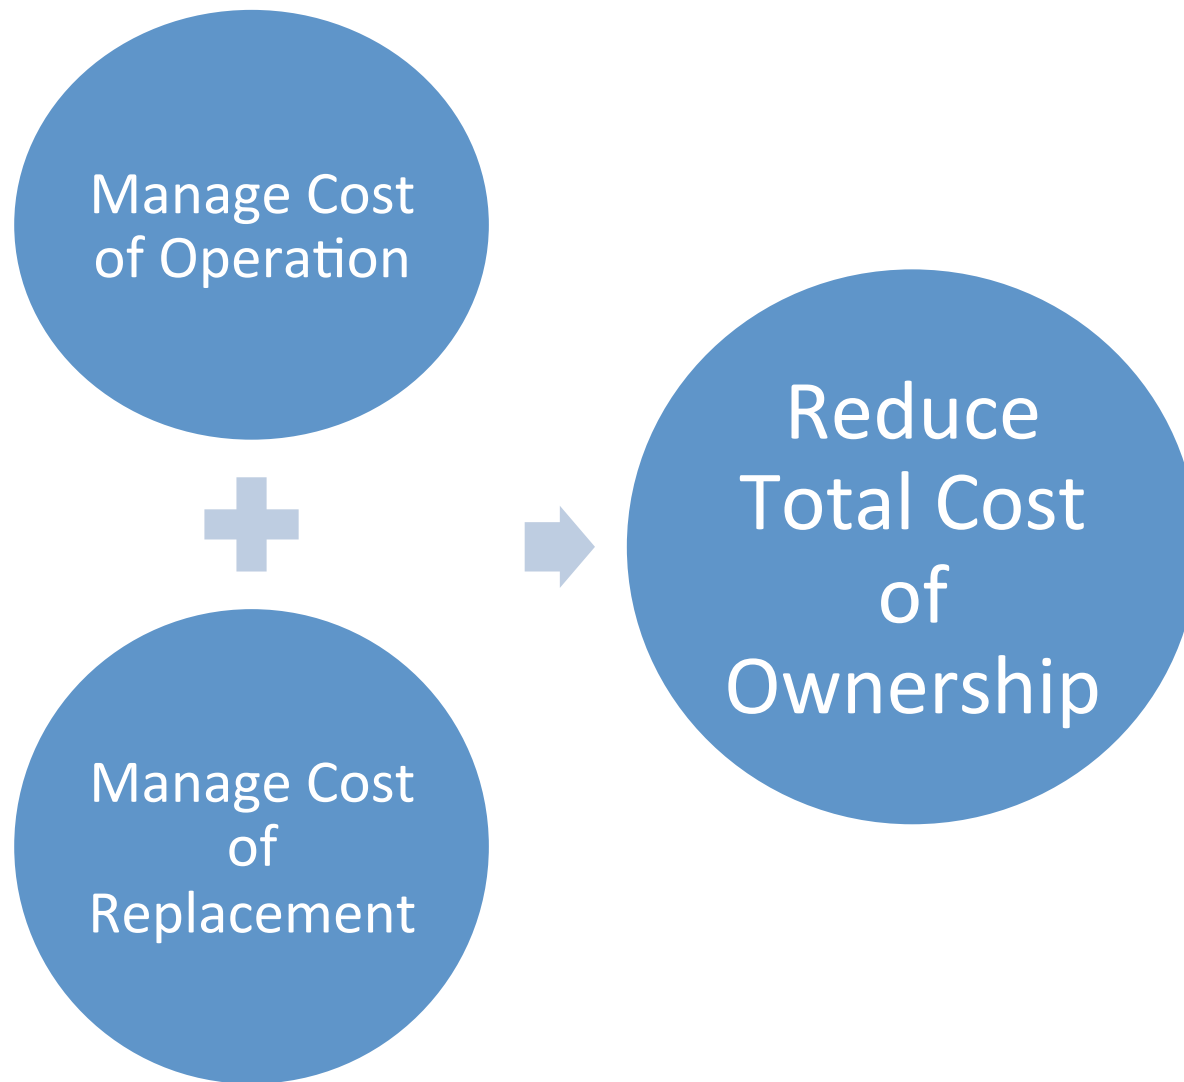 Manage Cost
of Operation
Manage Cost
of
Replacement
Reduce
Total Cost
of
Ownership